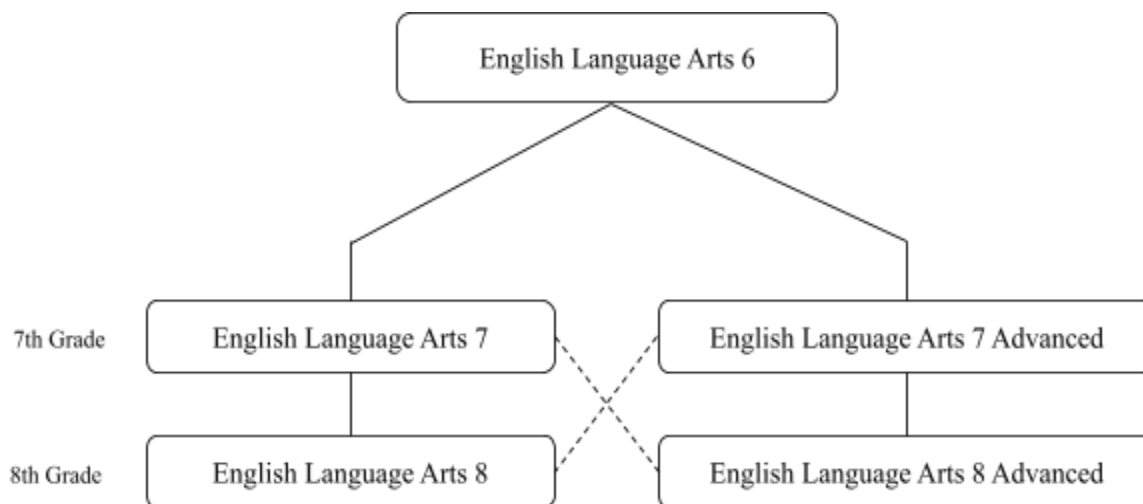 English Language Arts 6
7th Grade
English Language Arts 7
English Language Arts 7 Advanced
8th Grade
English Language Arts 8
English Language Arts 8 Advanced